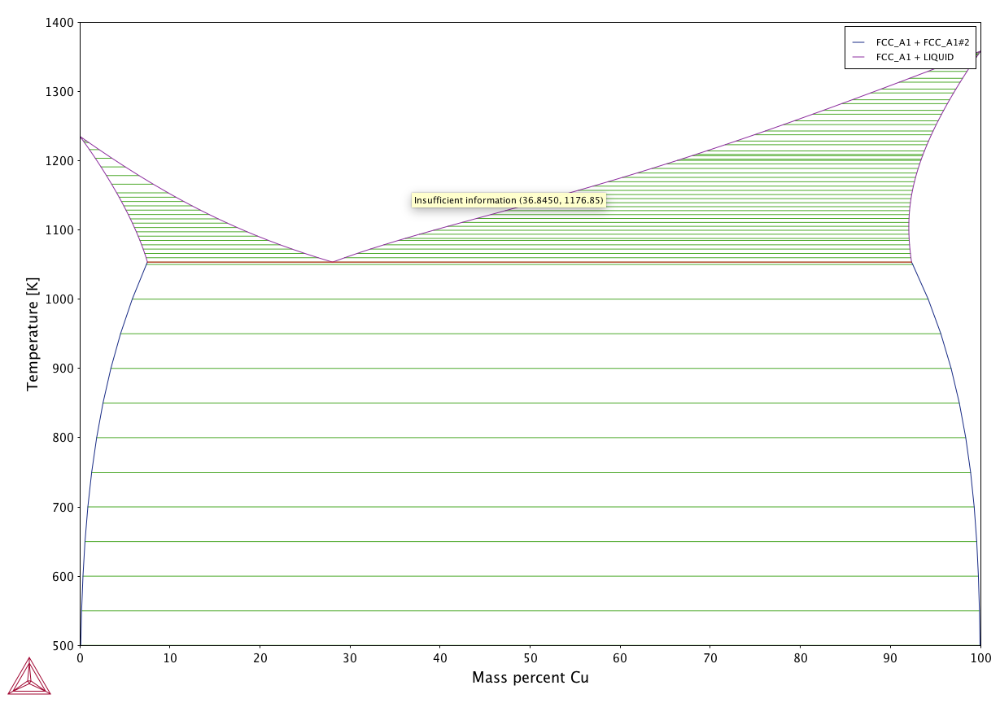 1400
1300
1200
1100
1000
900
800
700
600
500
Temperature [K]
FCC_A1 + FCC_A1#2
FCC_A1 + LIQUID
Insufficient information (36.8450, 1176.85)
0 10 20 30 40 50 60 70 80 90 100
Mass percent Cu